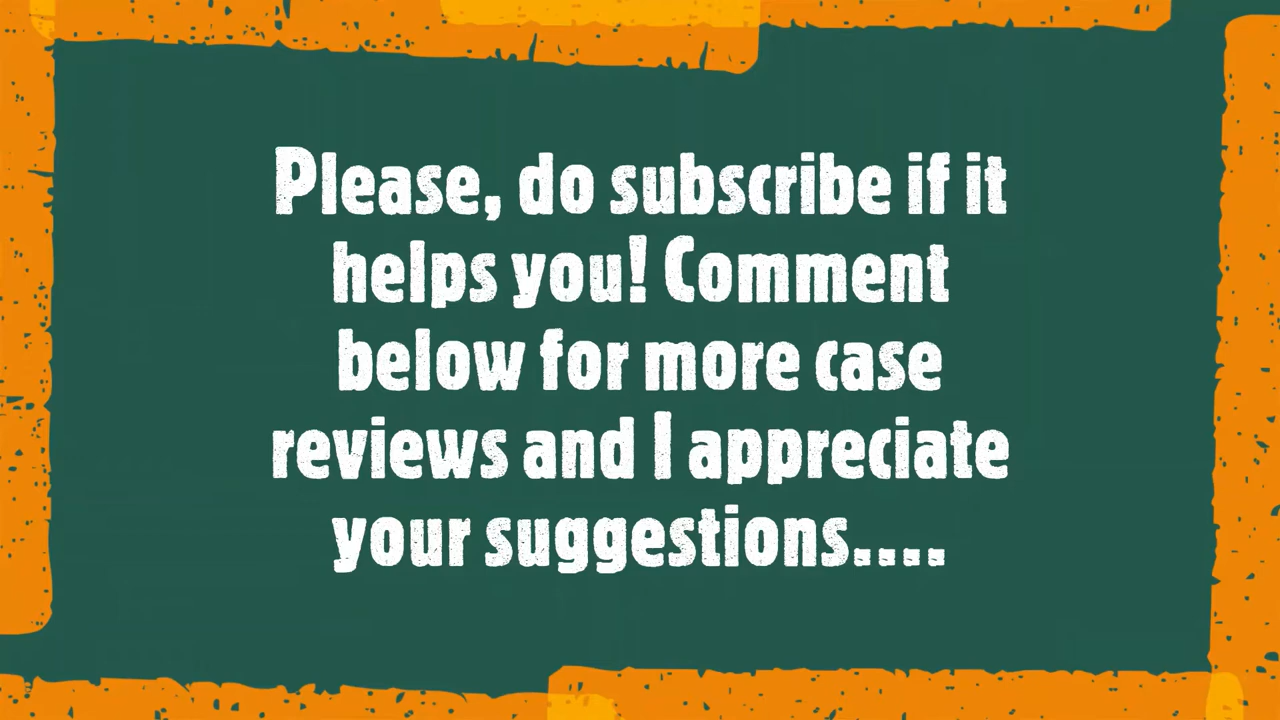 Please, do subscribe if it
helps you! Comment
below for more case
reviews and I appreciate
your suggestions....